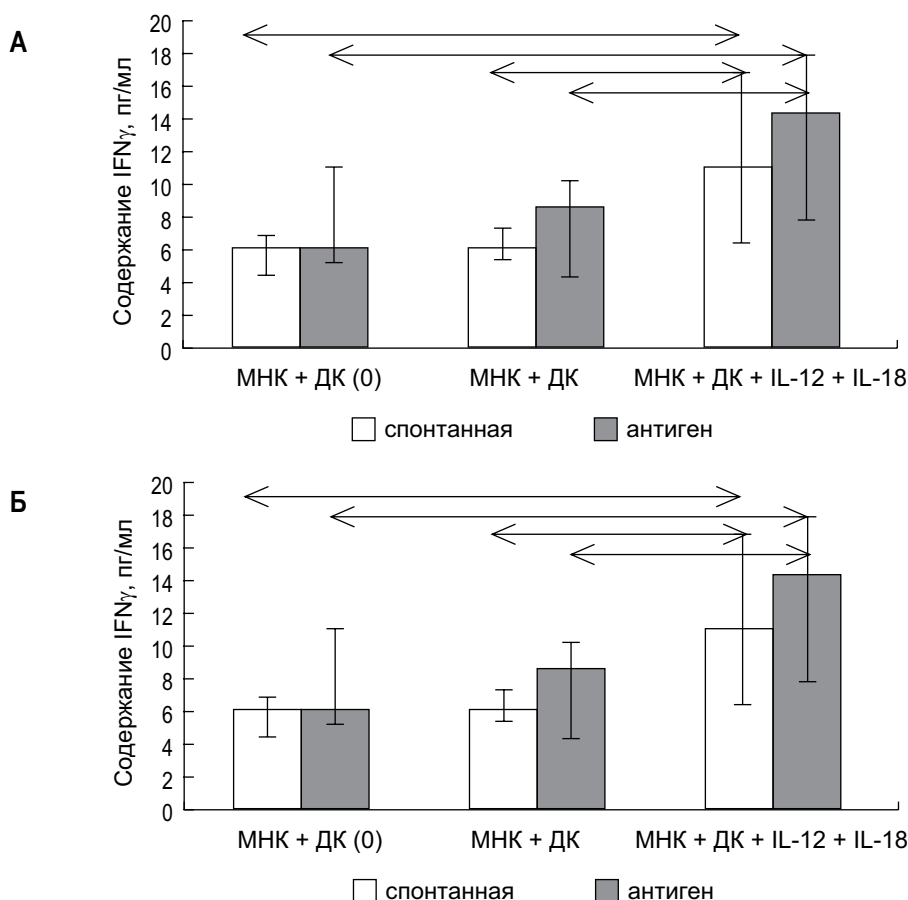 А
Содержание IFNγ, пг/мл
20
18
16
14
12
10
8
6
4
2
0
МНК + ДК (0) МНК + ДК МНК + ДК + IL-12 + IL-18
спонтанная антиген
Б
Содержание IFNγ, пг/мл
20
18
16
14
12
10
8
6
4
2
0
МНК + ДК (0) МНК + ДК МНК + ДК + IL-12 + IL-18
спонтанная антиген